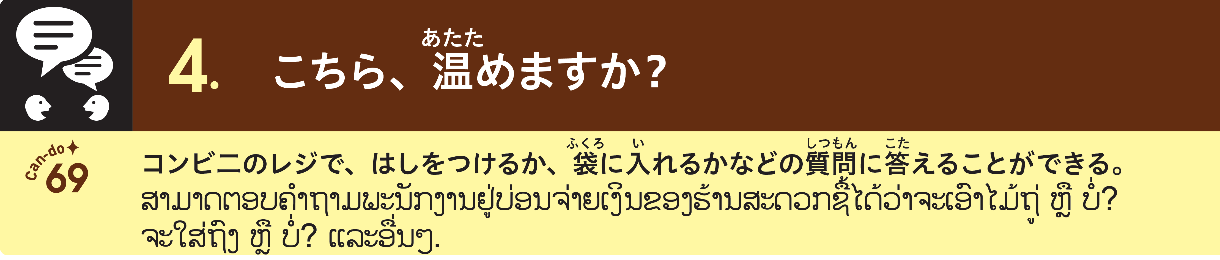 あたた
4. こちら、温めますか？
Can-do
69
ふくろ い しつもん こた
コンビニのレジで、はしをつけるか、袋に入れるかなどの質問に答えることができる。
ສາມາດຕອບຄຳຖາມພະນັກງານຢູ່ບ່ອນຈ່າຍເງິນຂອງຮ້ານສະດວກຊື້ໄດ້ວ່າຈະເອົາໄມ້ຖູ່ ຫຼື ບໍ່?
ຈະໃສ່ຖົງ ຫຼື ບໍ່? ແລະອື່ນໆ.